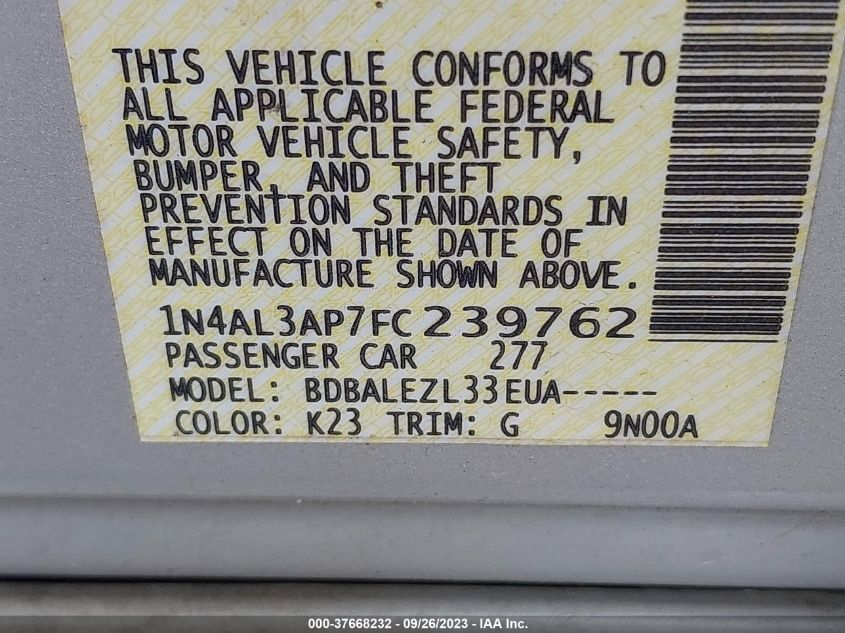 THIS VEHICLE CONFORMS TO
ALL APPLICABLE FEDERAL
MOTOR VEHICLE SAFETY,
BUMPER, AND THEFT
PREVENTION STANDARDS IN
EFFECT ON THE DATE OF
MANUFACTURE SHOWN ABOVE.
1N4AL3AP7FC239762
PASSENGER CAR 277
MODEL: BDBALEZL33EUA-----
COLOR: K23 TRIM: G 9N00A
000-37668232 - 09/26/2023 - IAA Inc.